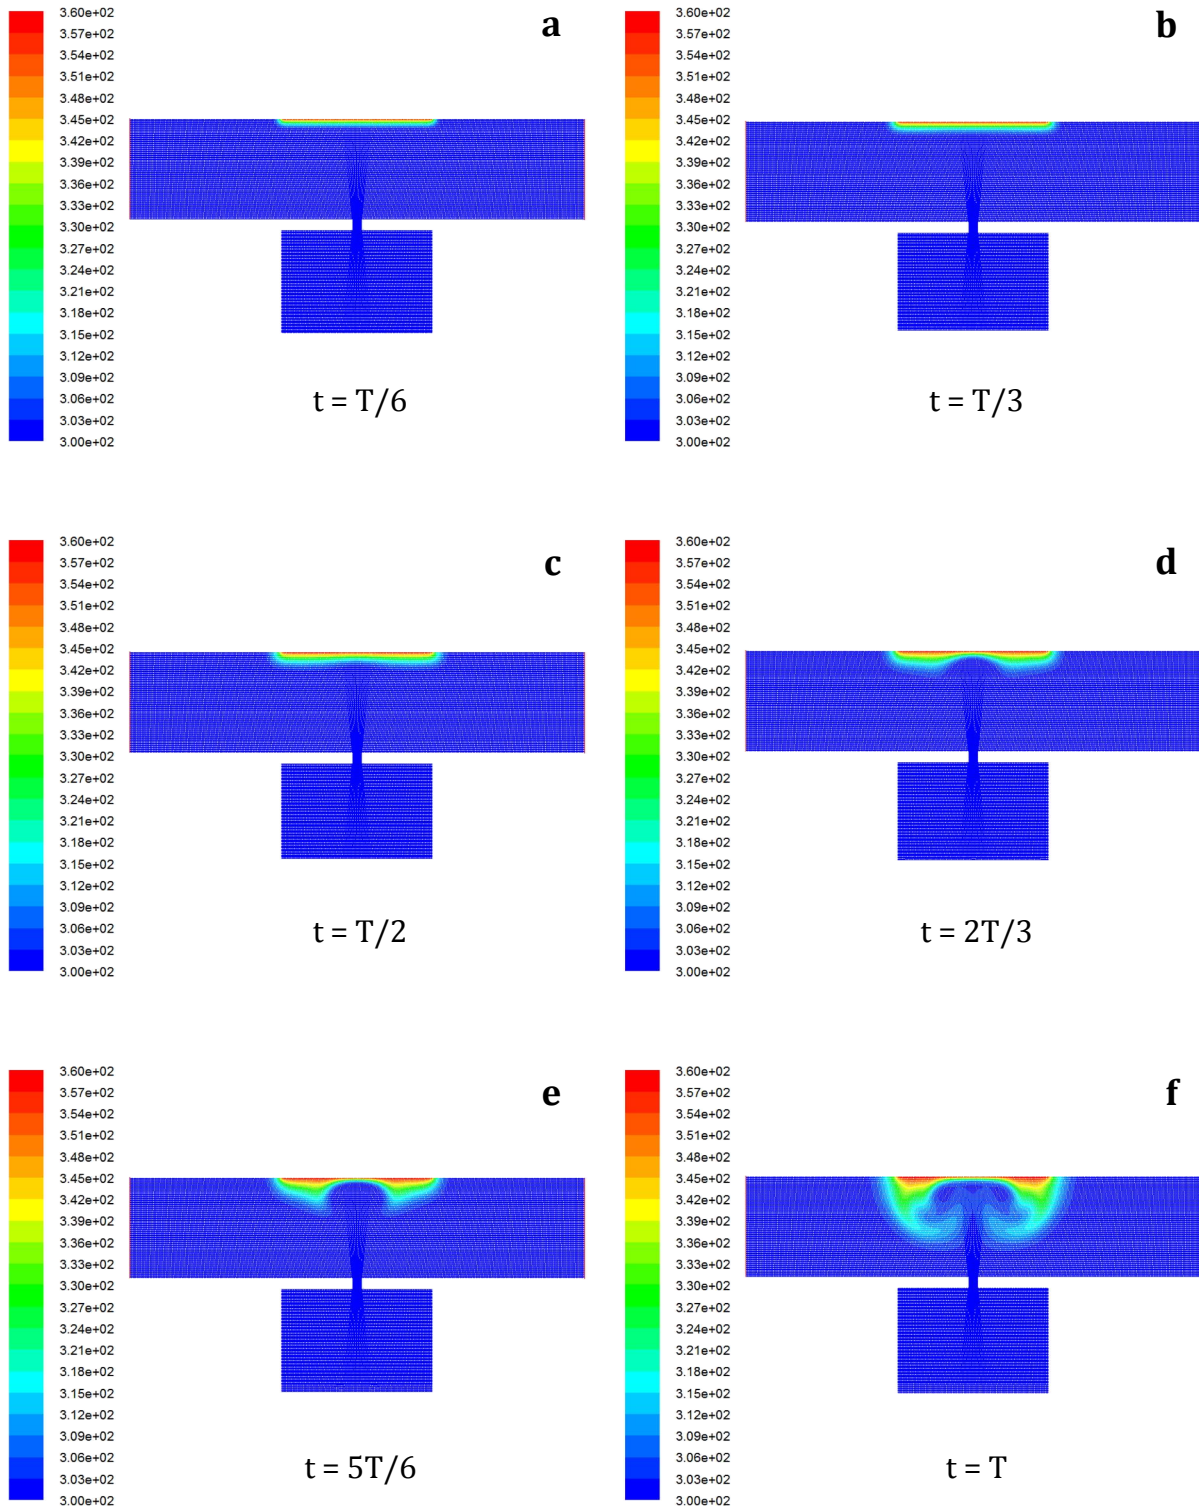 a
3.60e+02
3.57e+02
3.54e+02
3.51e+02
3.48e+02
3.45e+02
3.42e+02
3.39e+02
3.36e+02
3.33e+02
3.30e+02
3.27e+02
3.24e+02
3.21e+02
3.18e+02
3.15e+02
3.12e+02
3.09e+02
3.06e+02
3.03e+02
3.00e+02
t = T/6
b
3.60e+02
3.57e+02
3.54e+02
3.51e+02
3.48e+02
3.45e+02
3.42e+02
3.39e+02
3.36e+02
3.33e+02
3.30e+02
3.27e+02
3.24e+02
3.21e+02
3.18e+02
3.15e+02
3.12e+02
3.09e+02
3.06e+02
3.03e+02
3.00e+02
t = T/3
c
3.60e+02
3.57e+02
3.54e+02
3.51e+02
3.48e+02
3.45e+02
3.42e+02
3.39e+02
3.36e+02
3.33e+02
3.30e+02
3.27e+02
3.24e+02
3.21e+02
3.18e+02
3.15e+02
3.12e+02
3.09e+02
3.06e+02
3.03e+02
3.00e+02
t = T/2
d
3.60e+02
3.57e+02
3.54e+02
3.51e+02
3.48e+02
3.45e+02
3.42e+02
3.39e+02
3.36e+02
3.33e+02
3.30e+02
3.27e+02
3.24e+02
3.21e+02
3.18e+02
3.15e+02
3.12e+02
3.09e+02
3.06e+02
3.03e+02
3.00e+02
t = 2T/3
e
3.60e+02
3.57e+02
3.54e+02
3.51e+02
3.48e+02
3.45e+02
3.42e+02
3.39e+02
3.36e+02
3.33e+02
3.30e+02
3.27e+02
3.24e+02
3.21e+02
3.18e+02
3.15e+02
3.12e+02
3.09e+02
3.06e+02
3.03e+02
3.00e+02
t = 5T/6
f
3.60e+02
3.57e+02
3.54e+02
3.51e+02
3.48e+02
3.45e+02
3.42e+02
3.39e+02
3.36e+02
3.33e+02
3.30e+02
3.27e+02
3.24e+02
3.21e+02
3.18e+02
3.15e+02
3.12e+02
3.09e+02
3.06e+02
3.03e+02
3.00e+02
t = T